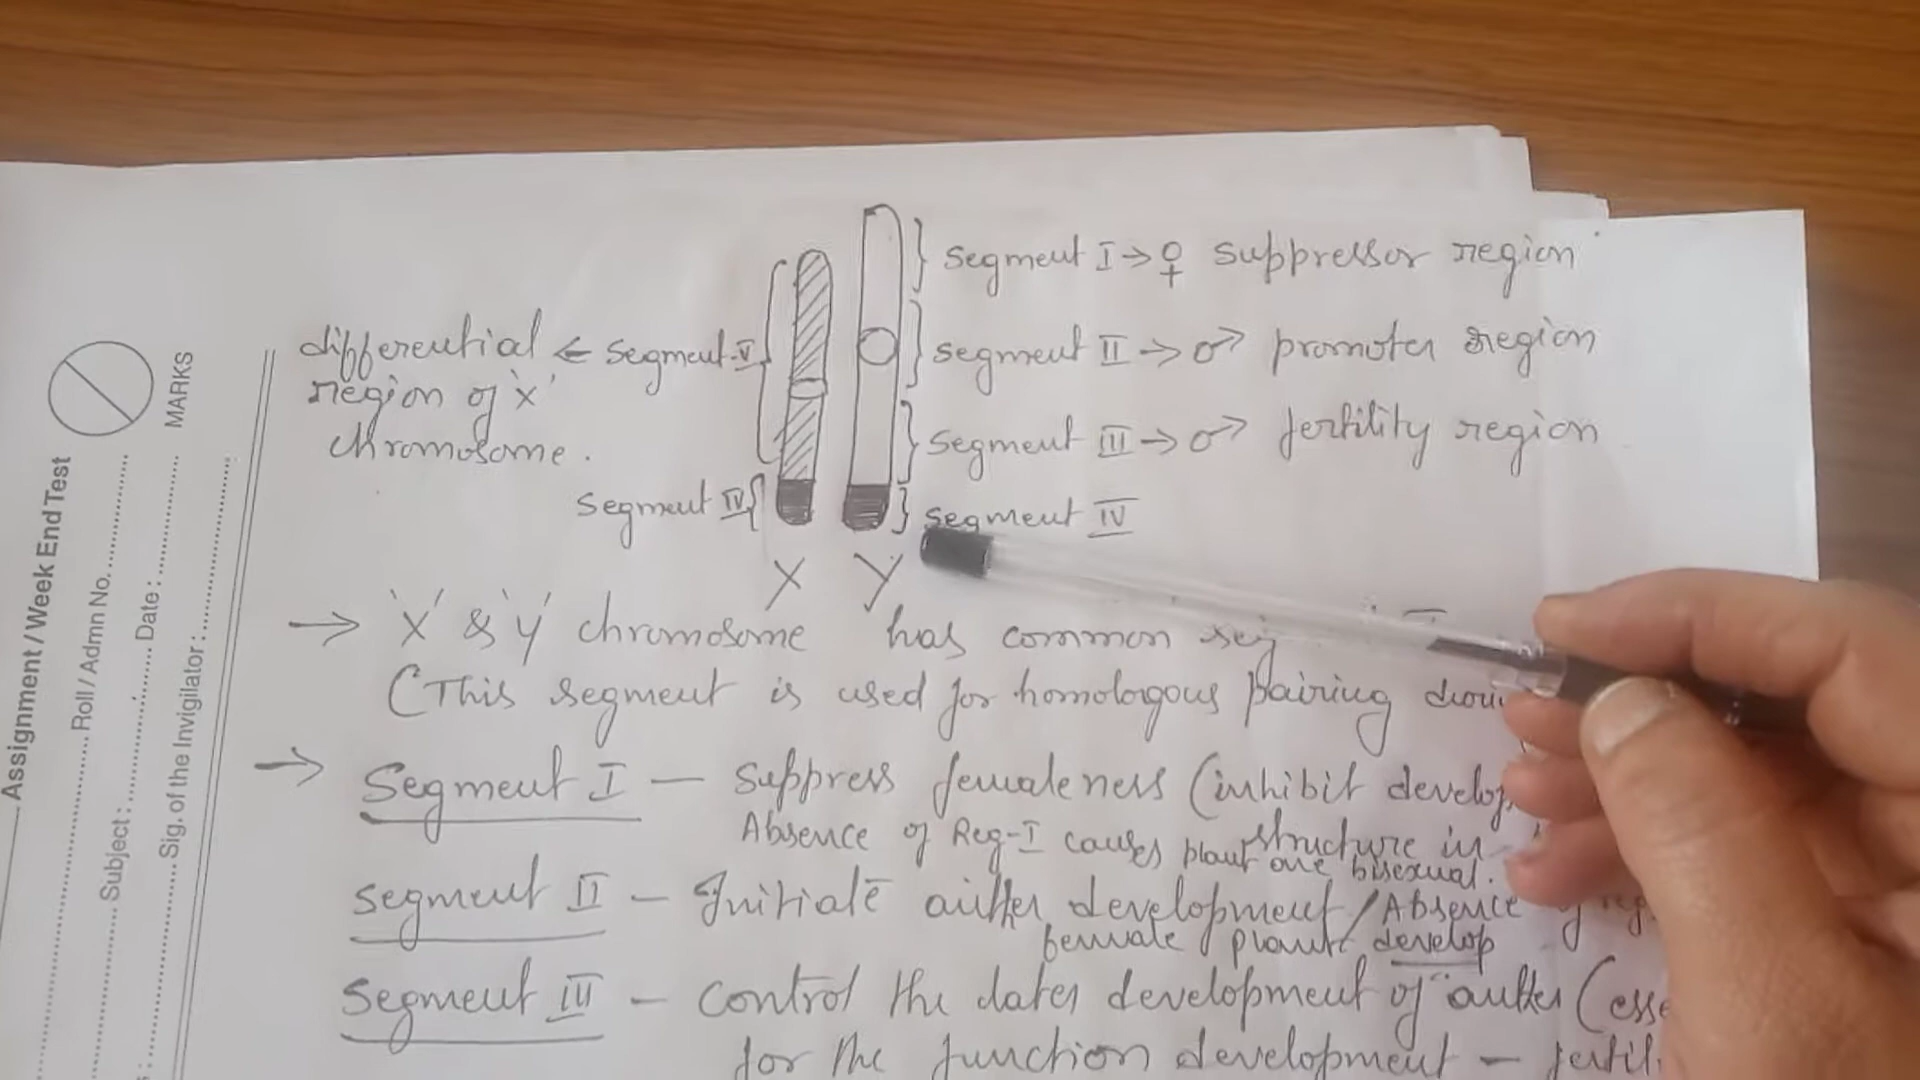 Segment I → ♀ suppressor region
differential ← Segment-V
Segment II → ♂ promoter region
region of 'x'
chromosome.
Segment III → ♂ fertility region
Segment IV
Segment IV
X Y
→ 'X' & 'Y' chromosome has common
(This segment is used for homologous pairing
→ Segment I — Suppress femaleness (inhibit
Absence of Reg-I causes plant are bisexual.
structure in
Segment II — Initiate anther development / Absence
female plant develop
Segment III — control the later development of anther
for the function development —
Assignment / Week End Test
Roll / Admn No.
Subject :
Date :
Sig. of the Invigilator :
MARKS